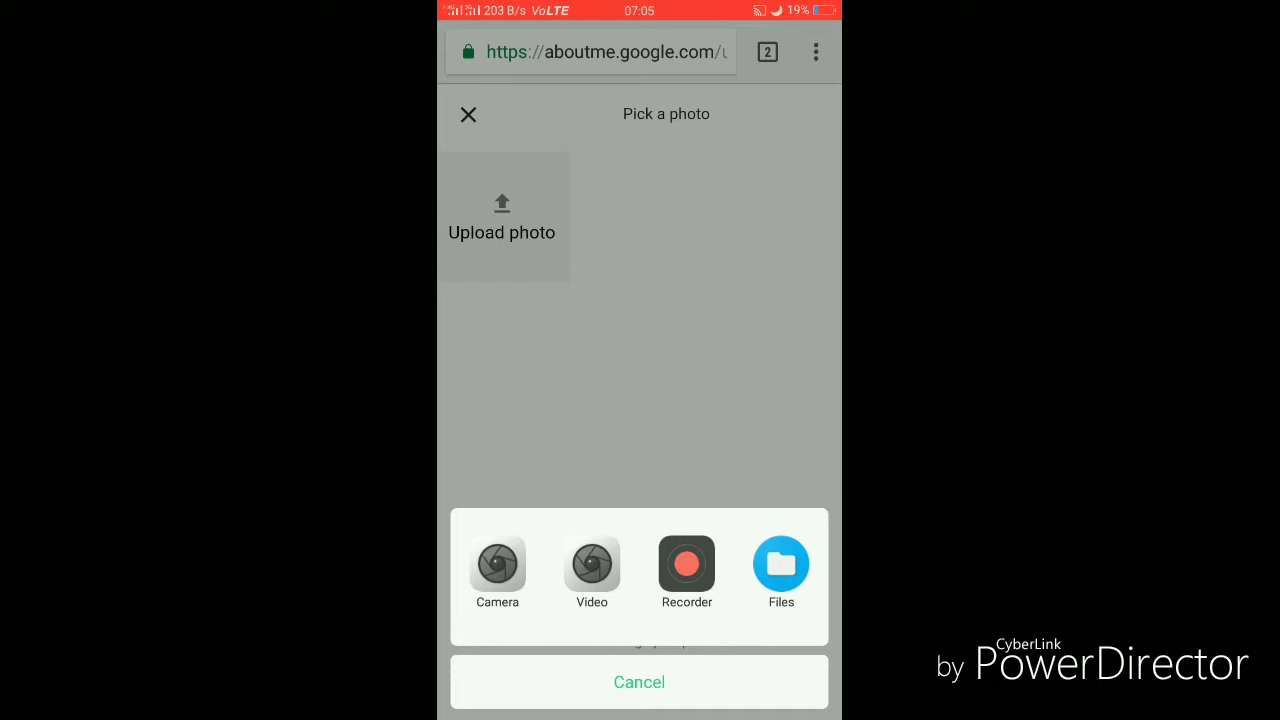 203 B/s VoLTE 07:05 19%
https://aboutme.google.com/u
2
Pick a photo
Upload photo
Camera Video Recorder Files
Cancel
CyberLink
by PowerDirector